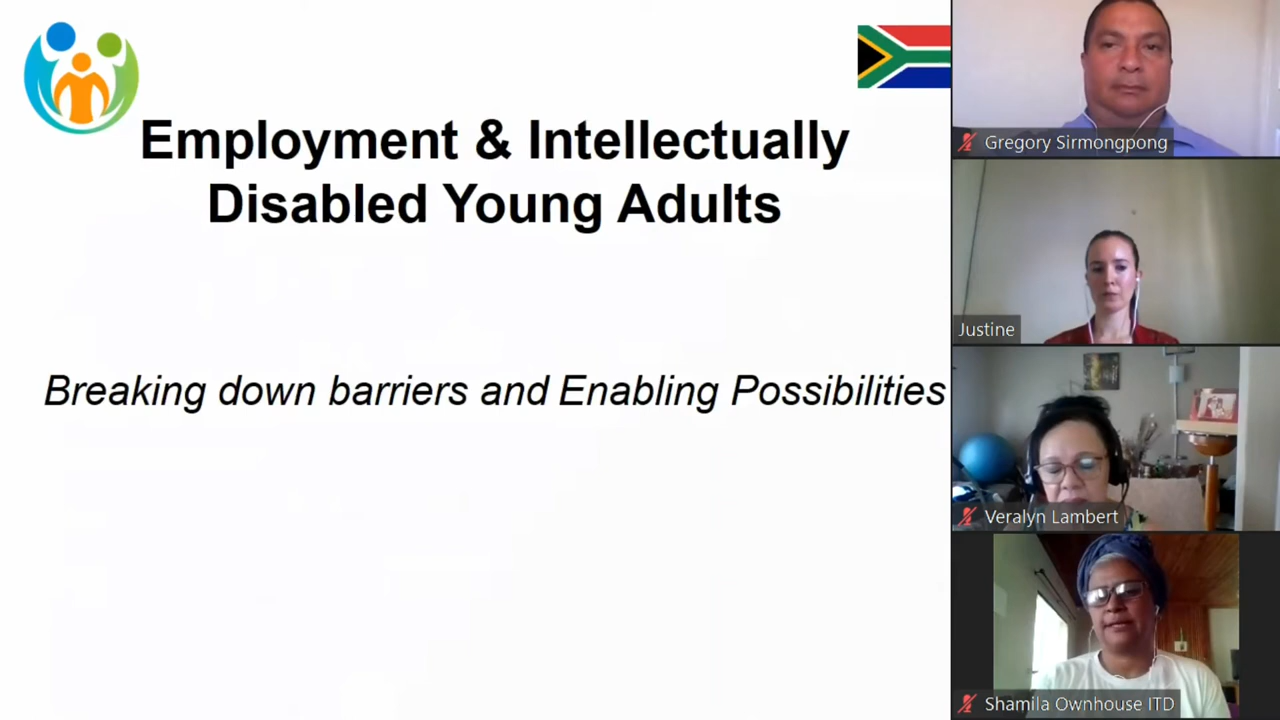 Employment & Intellectually
Disabled Young Adults
Breaking down barriers and Enabling Possibilities
Gregory Sirmongpong
Justine
Veralyn Lambert
Shamila Ownhouse ITD